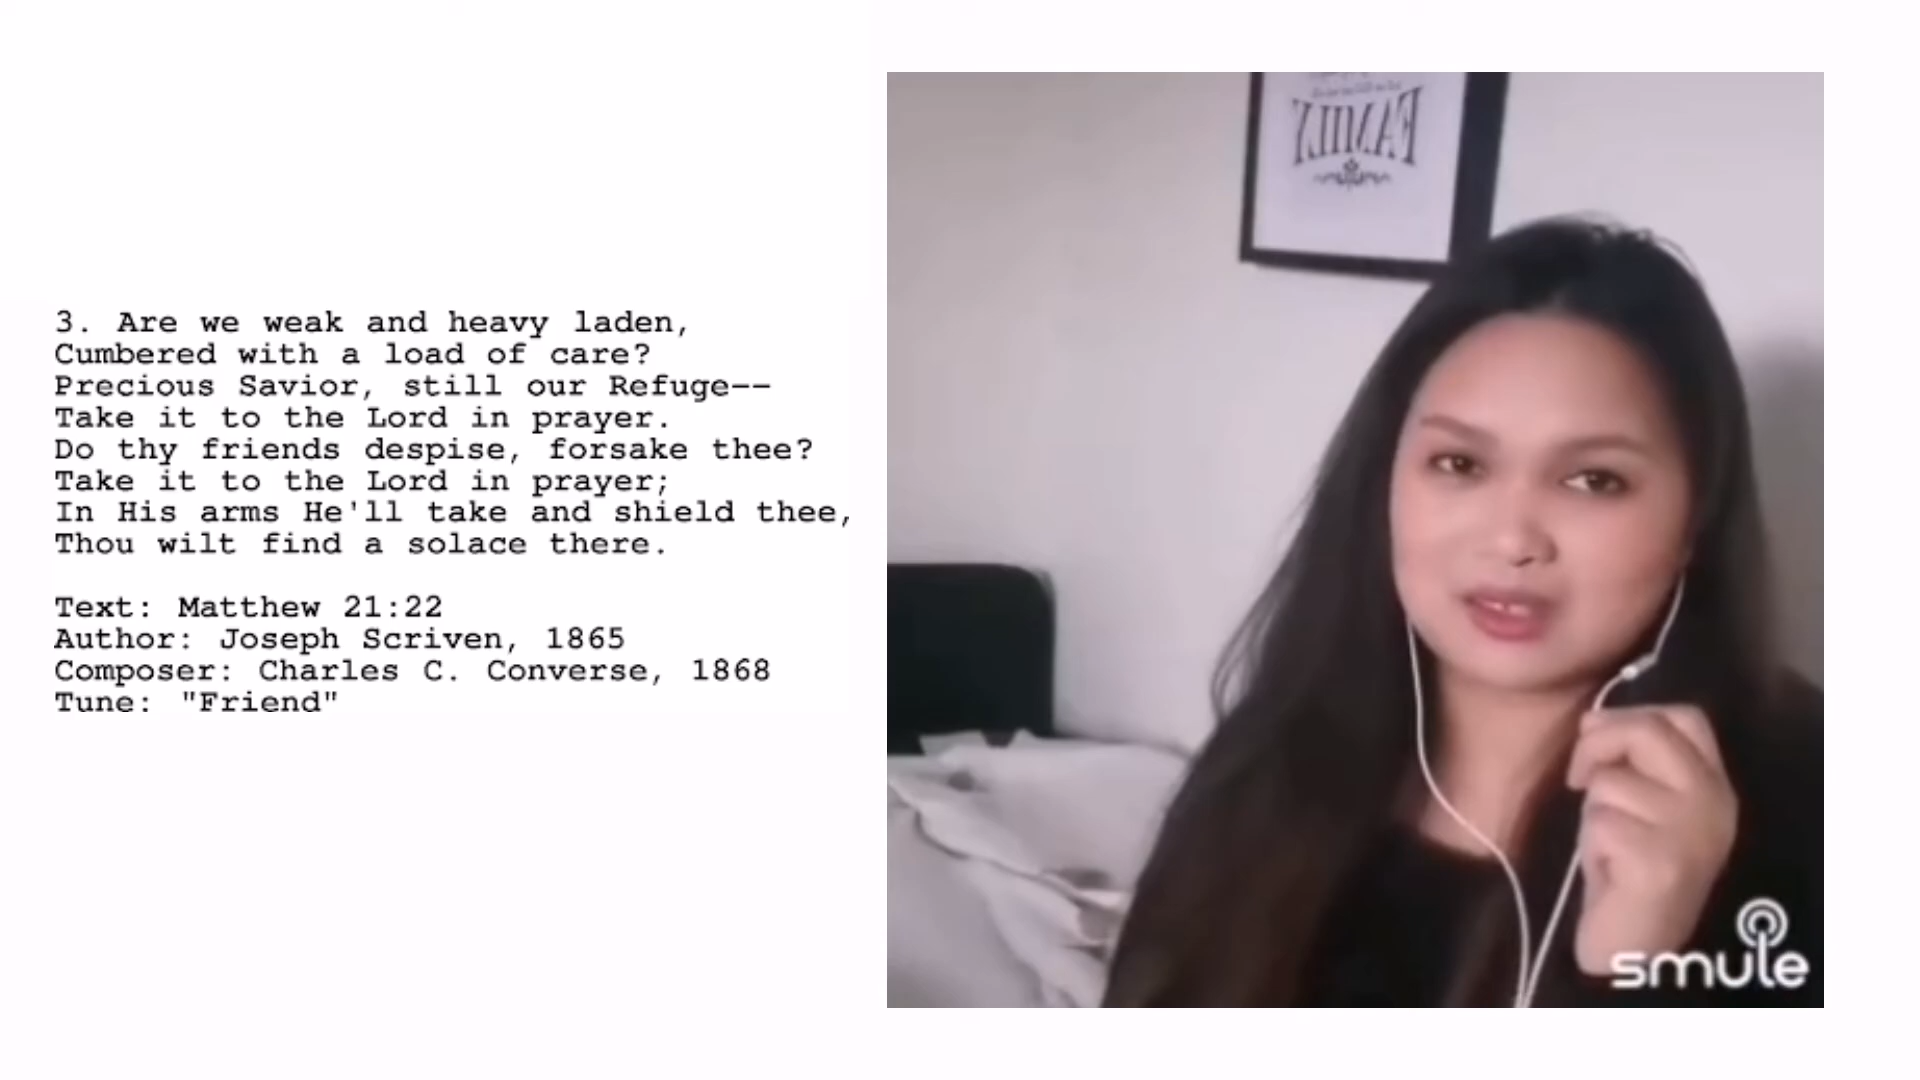 3. Are we weak and heavy laden,
Cumbered with a load of care?
Precious Savior, still our Refuge--
Take it to the Lord in prayer.
Do thy friends despise, forsake thee?
Take it to the Lord in prayer;
In His arms He'll take and shield thee,
Thou wilt find a solace there.
Text: Matthew 21:22
Author: Joseph Scriven, 1865
Composer: Charles C. Converse, 1868
Tune: "Friend"
FAMILY
smule